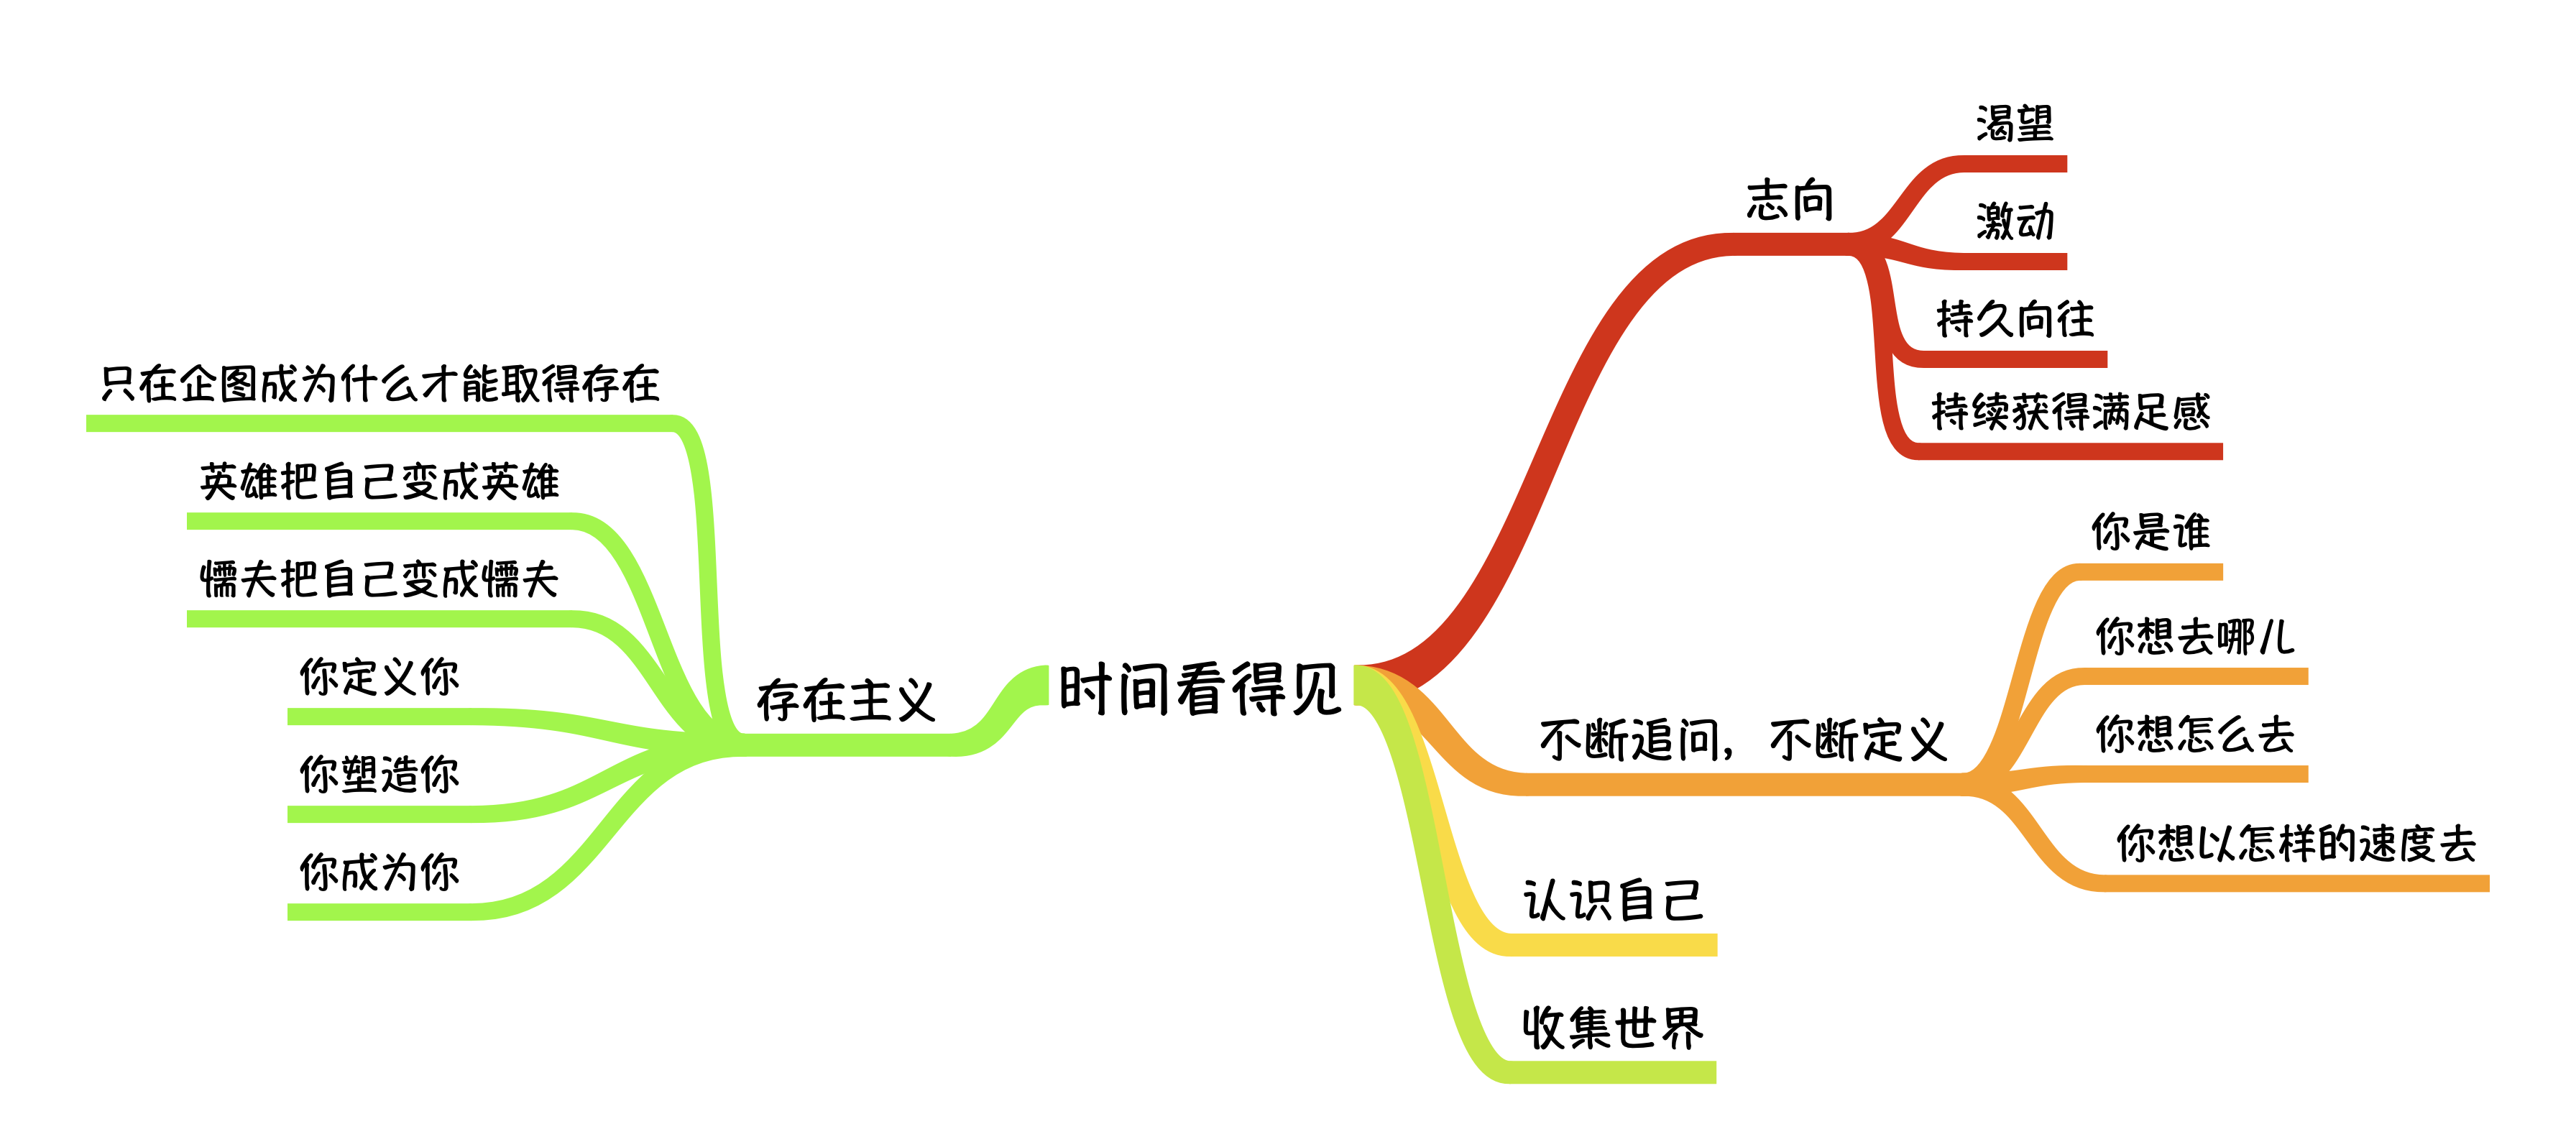 时间看得见
志向
渴望
激动
持久向往
持续获得满足感
不断追问，不断定义
你是谁
你想去哪儿
你想怎么去
你想以怎样的速度去
认识自己
收集世界
存在主义
只在企图成为什么才能取得存在
英雄把自己变成英雄
懦夫把自己变成懦夫
你定义你
你塑造你
你成为你